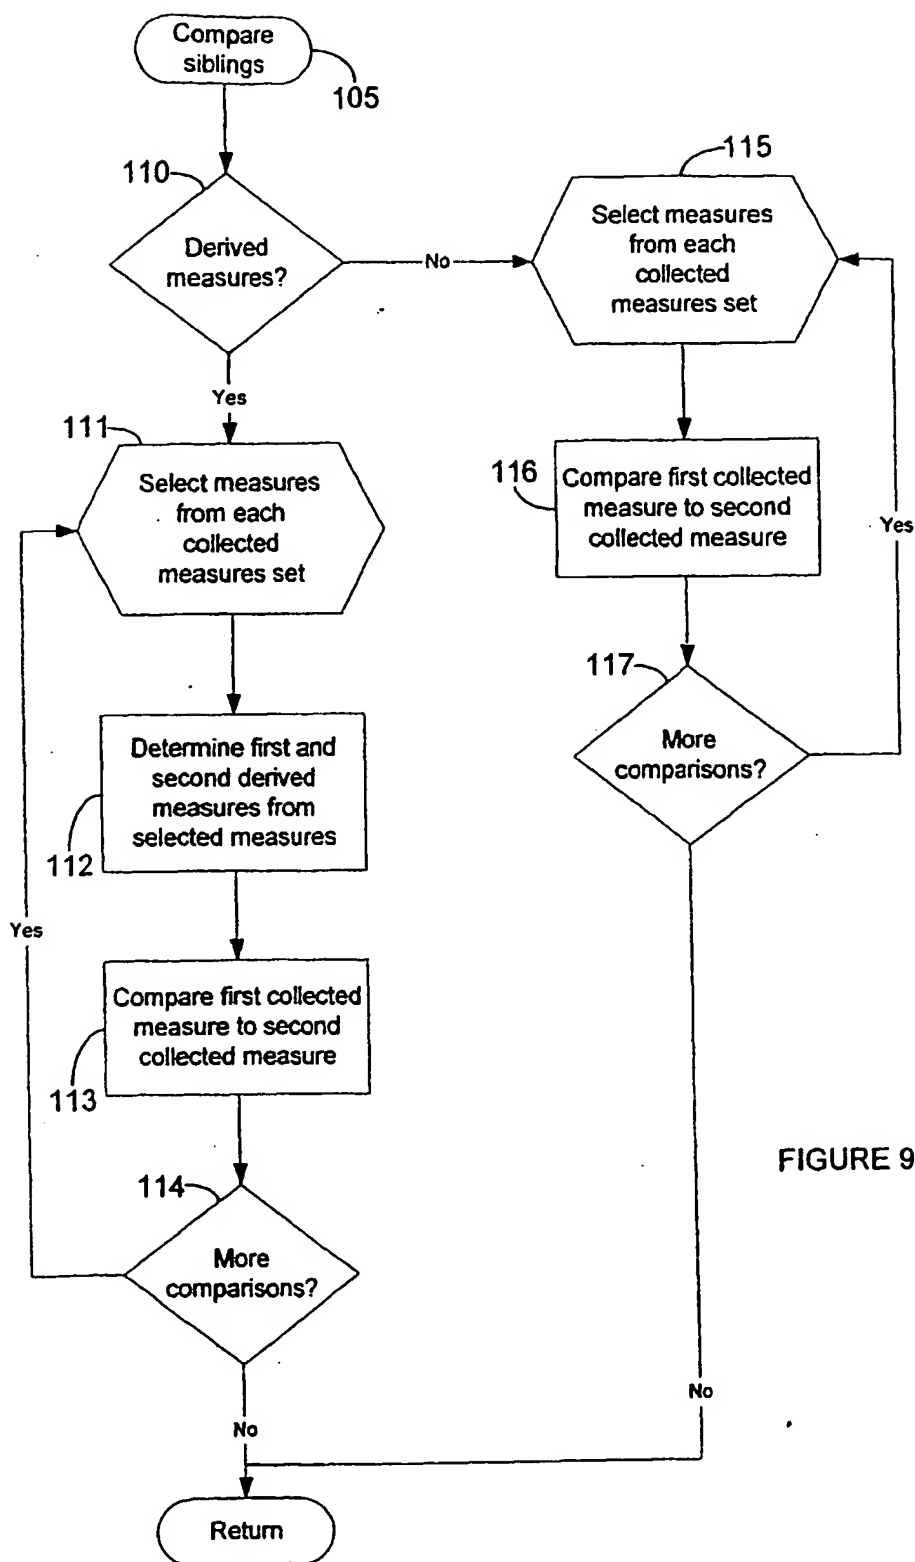 Compare
siblings
105
110
Derived
measures?
No
Yes
115
Select measures
from each
collected
measures set
111
Select measures
from each
collected
measures set
116
Compare first collected
measure to second
collected measure
Yes
117
More
comparisons?
Determine first and
second derived
measures from
selected measures
112
Yes
Compare first collected
measure to second
collected measure
113
114
More
comparisons?
FIGURE 9
No
No
Return